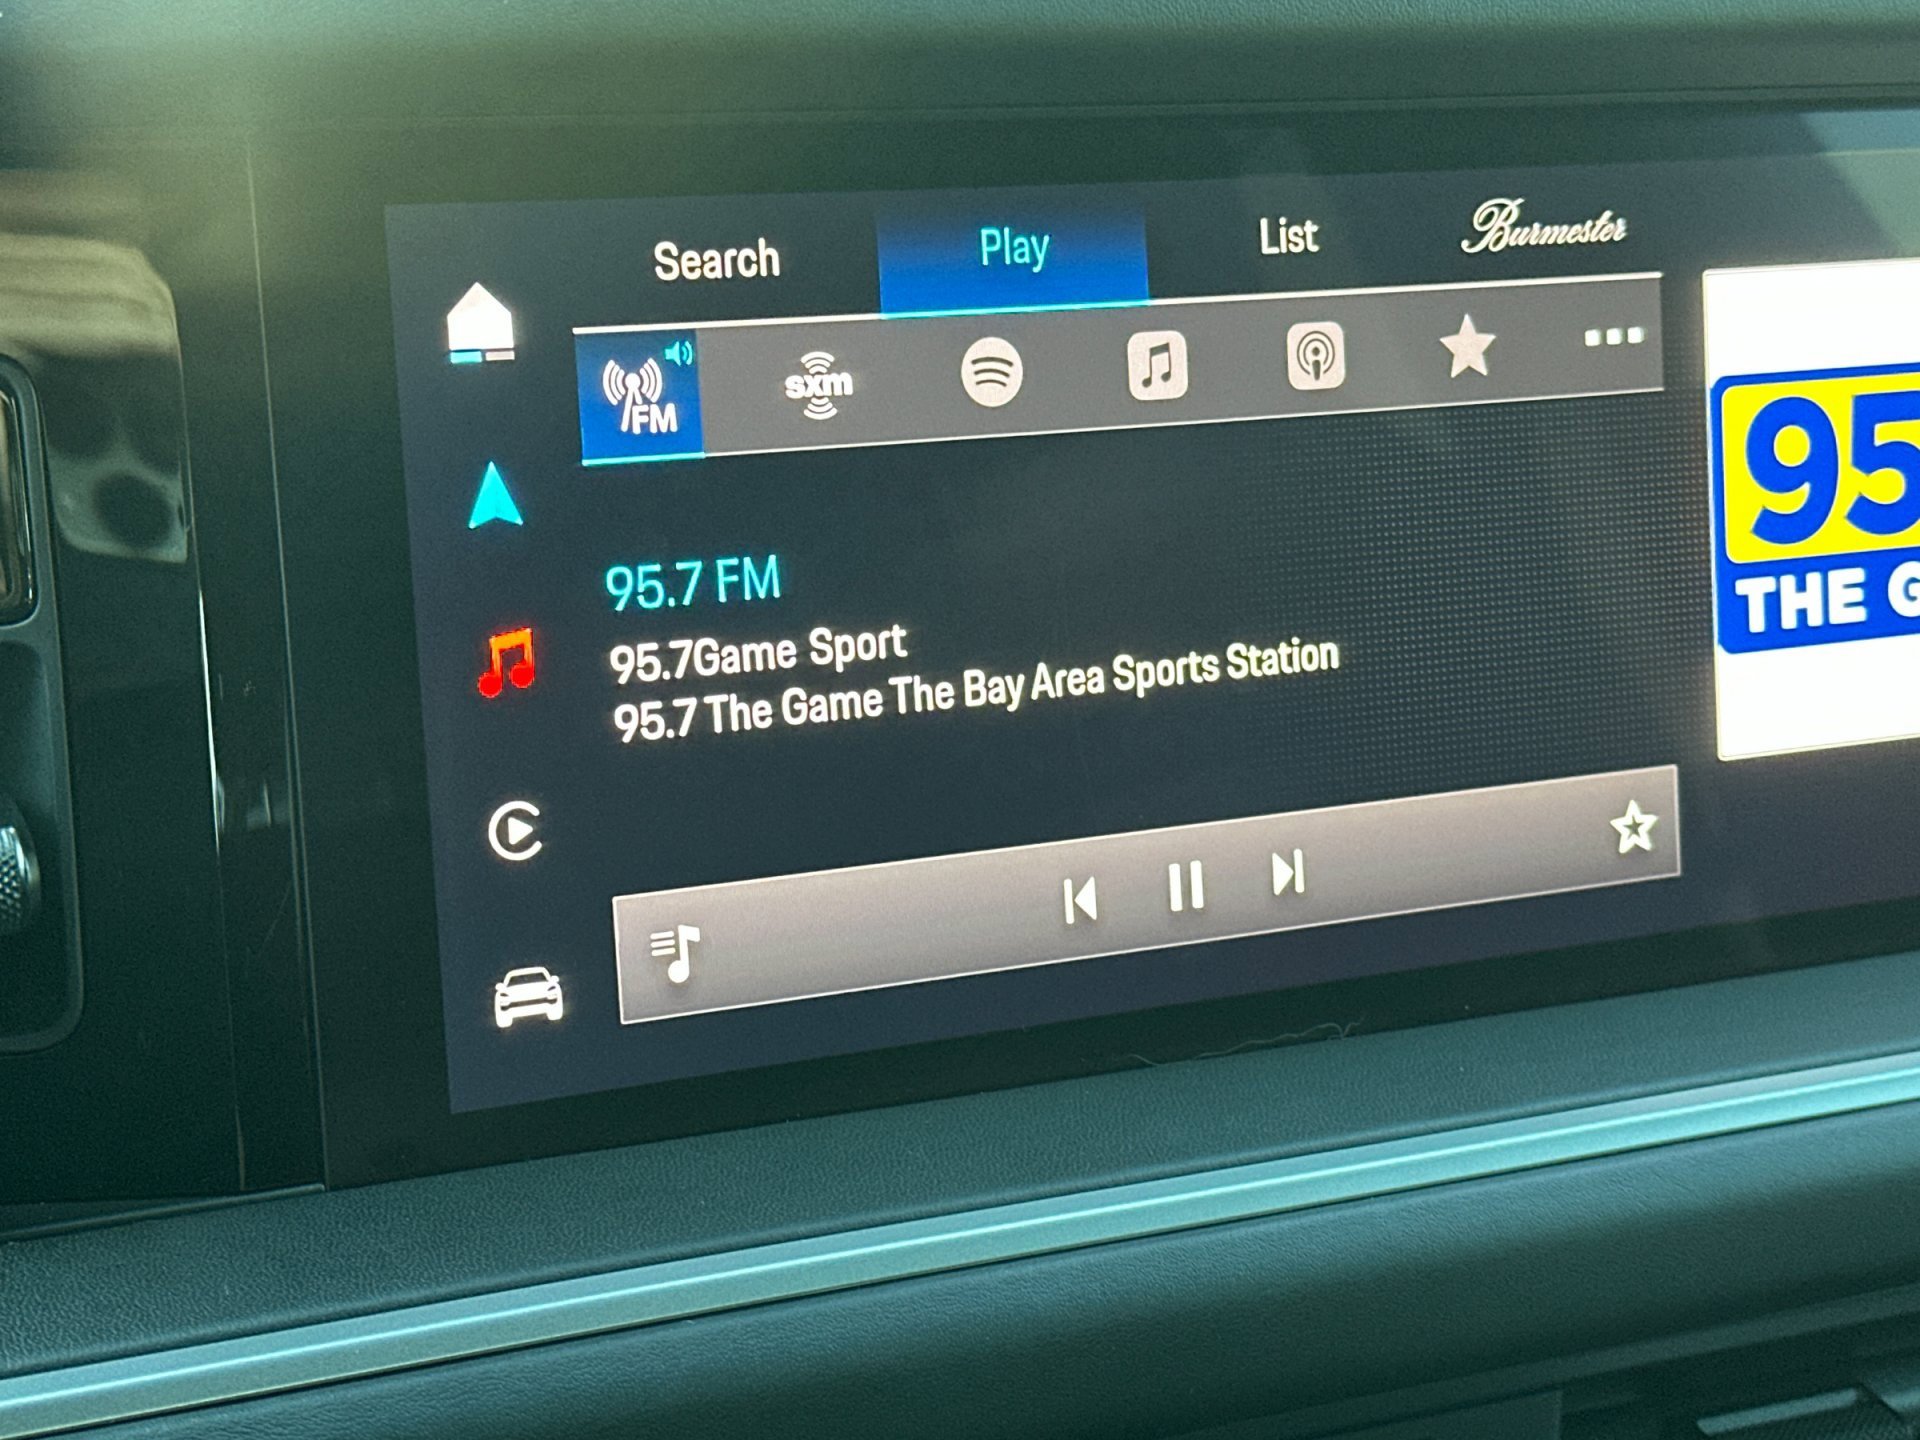 Search Play List Burmester
FM sxm
95.7 FM
95.7Game Sport
95.7 The Game The Bay Area Sports Station
95
THE G